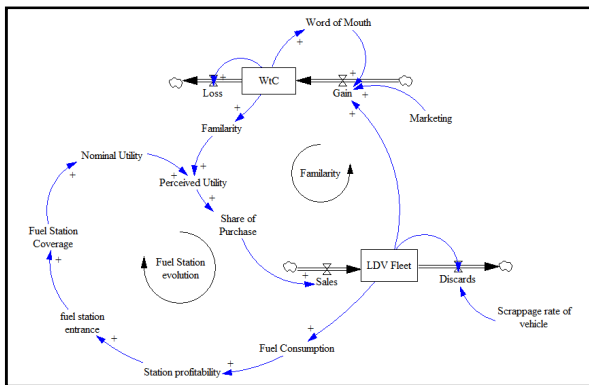 Word of Mouth
+
+
WtC
+
+
Loss
Gain
+
+
Marketing
+
Familarity
Nominal Utility
+
+
+
Perceived Utility
Familarity
+
Share of
Purchase
Fuel Station
Coverage
+
Fuel Station
evolution
LDV Fleet
+
+
Sales
Discards
+
fuel station
entrance
Scrappage rate of
vehicle
+
+
Fuel Consumption
+
Station profitability